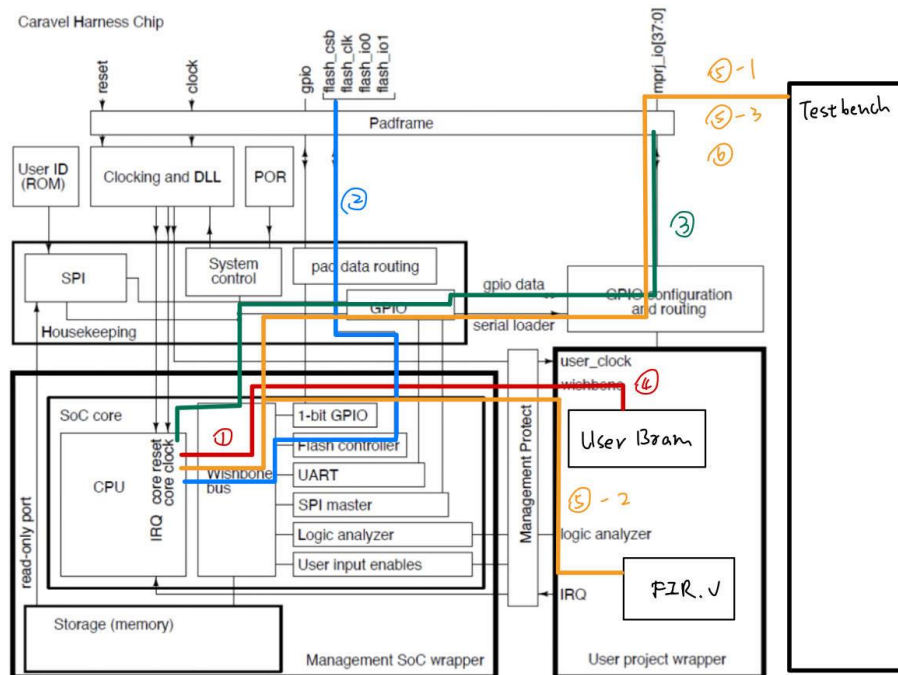 Caravel Harness Chip
reset
clock
gpio
flash_csb
flash_clk
flash_io0
flash_io1
mprj_io[37:0]
⑤-1
Testbench
Padframe
⑤-3
⑥
User ID
(ROM)
Clocking and DLL
POR
②
③
SPI
System
control
pad data routing
gpio data
GPIO
GPIO configuration
and routing
Housekeeping
serial loader
user_clock
wishbone
④
SoC core
①
1-bit GPIO
User Bram
core reset
core clock
Flash controller
CPU
Wishbone
bus
UART
IRQ
SPI master
⑤-2
Management Protect
read-only port
Logic analyzer
logic analyzer
User input enables
IRQ
FIR.v
Storage (memory)
Management SoC wrapper
User project wrapper